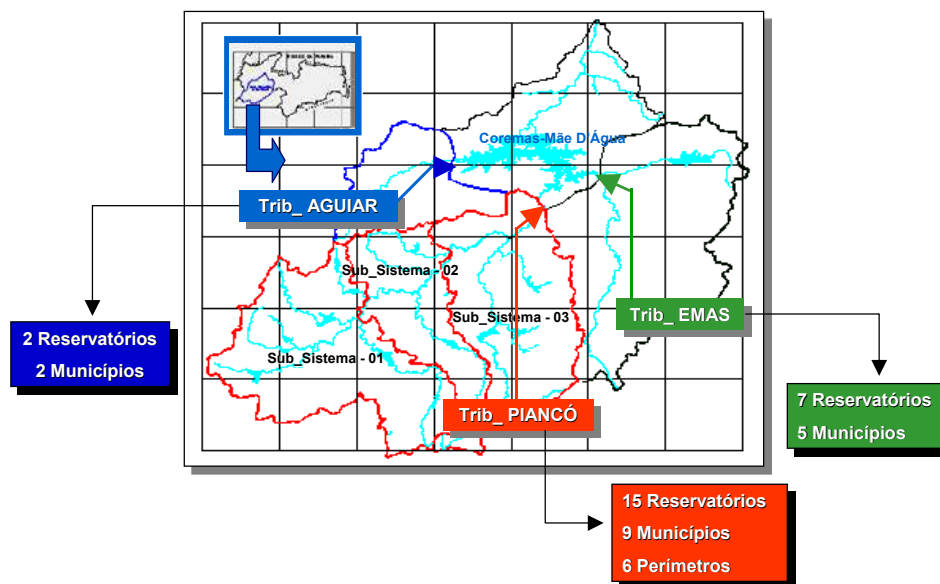 Coremas-Mãe D'Água
Trib_ AGUIAR
Sub_Sistema - 02
Trib_ EMAS
Sub_Sistema - 03
2 Reservatórios
2 Municípios
Sub_Sistema - 01
7 Reservatórios
5 Municípios
Trib_ PIANCÓ
15 Reservatórios
9 Municípios
6 Perímetros